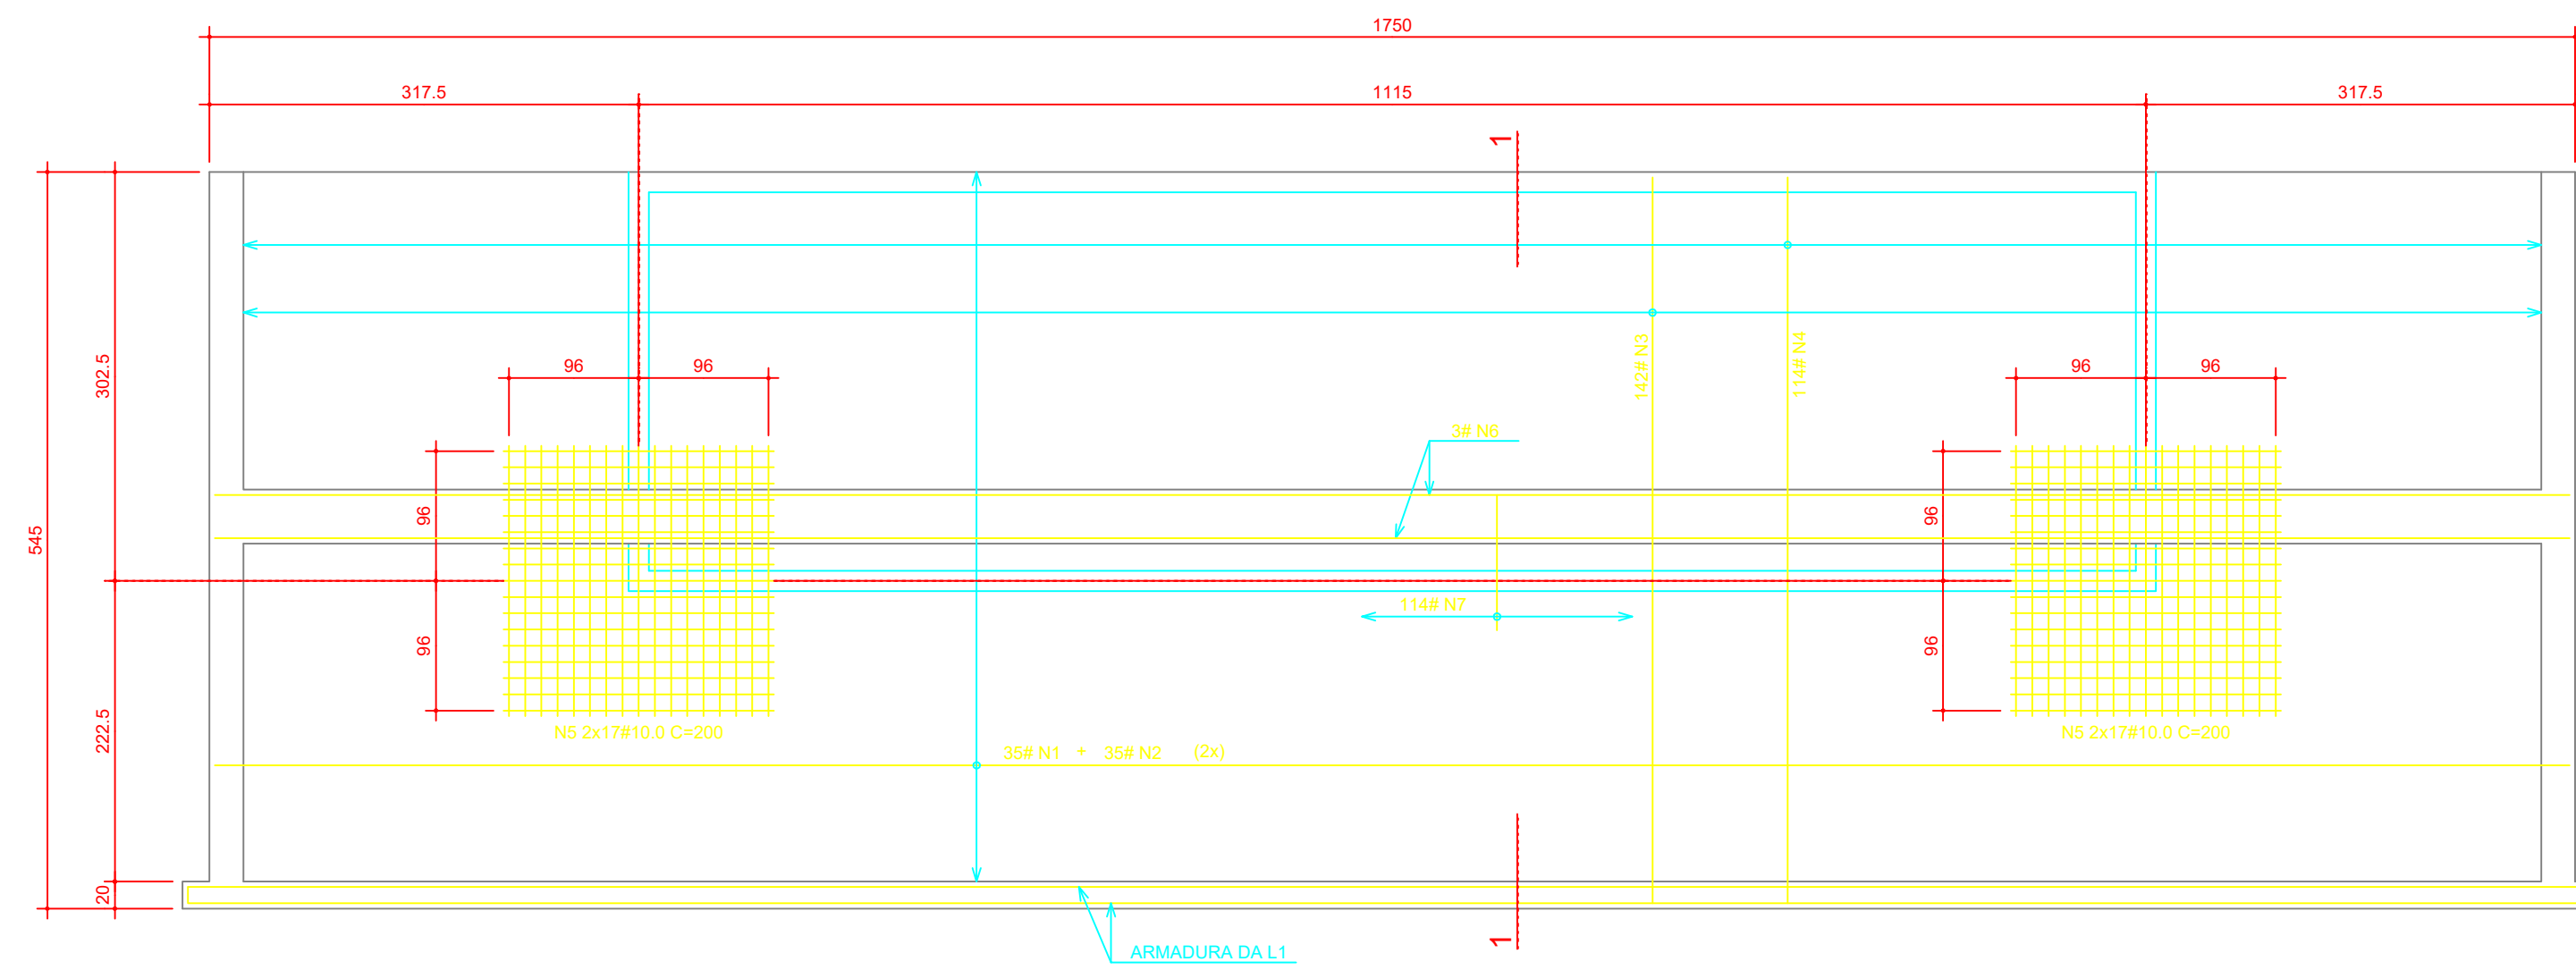 1750
317.5
1115
317.5
1
302.5
142# N3
114# N4
96
96
96
96
3# N6
545
96
96
114# N7
96
96
222.5
N5 2x17#10.0 C=200
N5 2x17#10.0 C=200
35# N1 + 35# N2 (2x)
20
1
ARMADURA DA L1